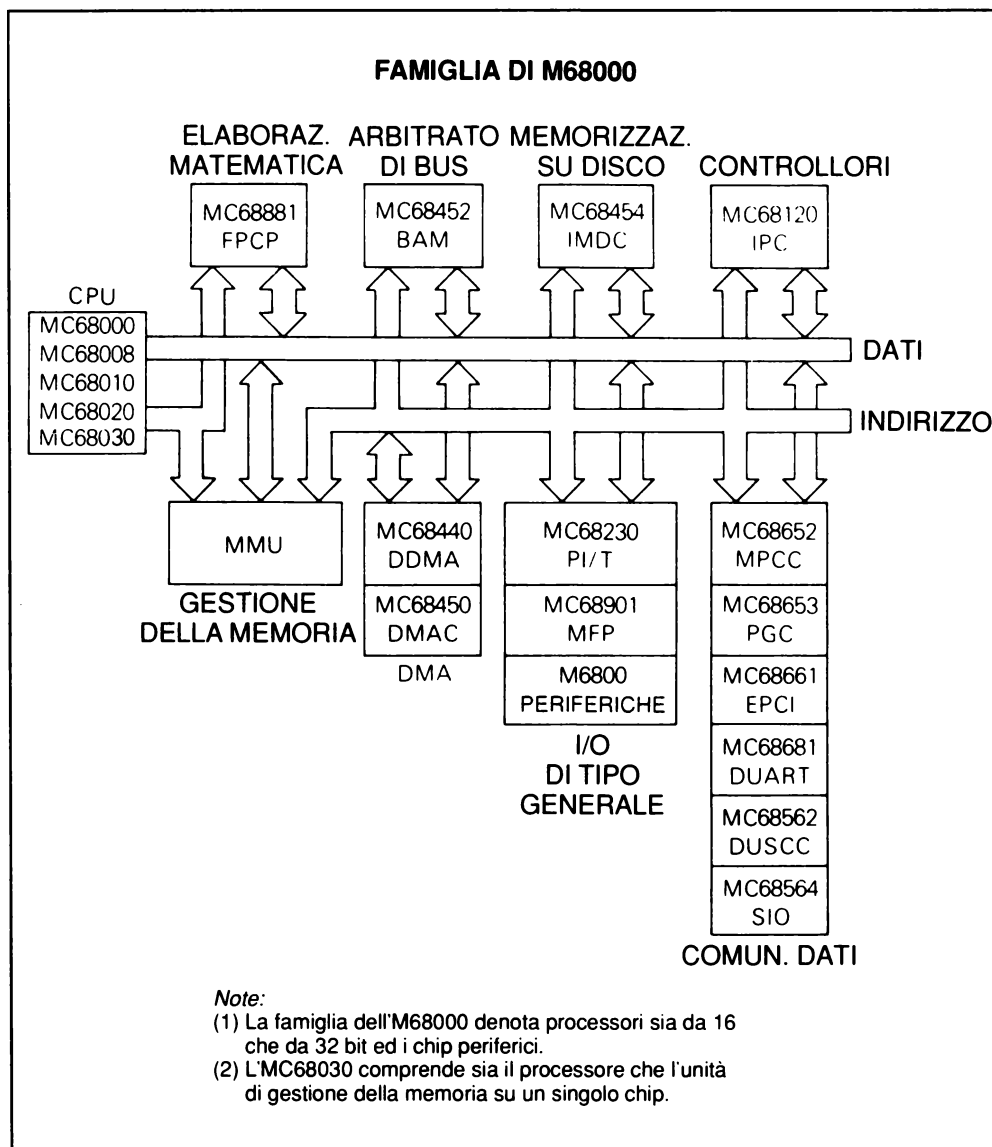 FAMIGLIA DI M68000
ELABORAZ.
MATEMATICA
ARBITRATO
DI BUS
MEMORIZZAZ.
SU DISCO
CONTROLLORI
MC68881
FPCP
MC68452
BAM
MC68454
IMDC
MC68120
IPC
CPU
MC68000
MC68008
MC68010
MC68020
MC68030
DATI
INDIRIZZO
MMU
GESTIONE
DELLA MEMORIA
MC68440
DDMA
MC68450
DMAC
DMA
MC68230
PI/T
MC68901
MFP
M6800
PERIFERICHE
I/O
DI TIPO
GENERALE
MC68652
MPCC
MC68653
PGC
MC68661
EPCI
MC68681
DUART
MC68562
DUSCC
MC68564
SIO
COMUN. DATI
Note:
(1) La famiglia dell'M68000 denota processori sia da 16
che da 32 bit ed i chip periferici.
(2) L'MC68030 comprende sia il processore che l'unità
di gestione della memoria su un singolo chip.